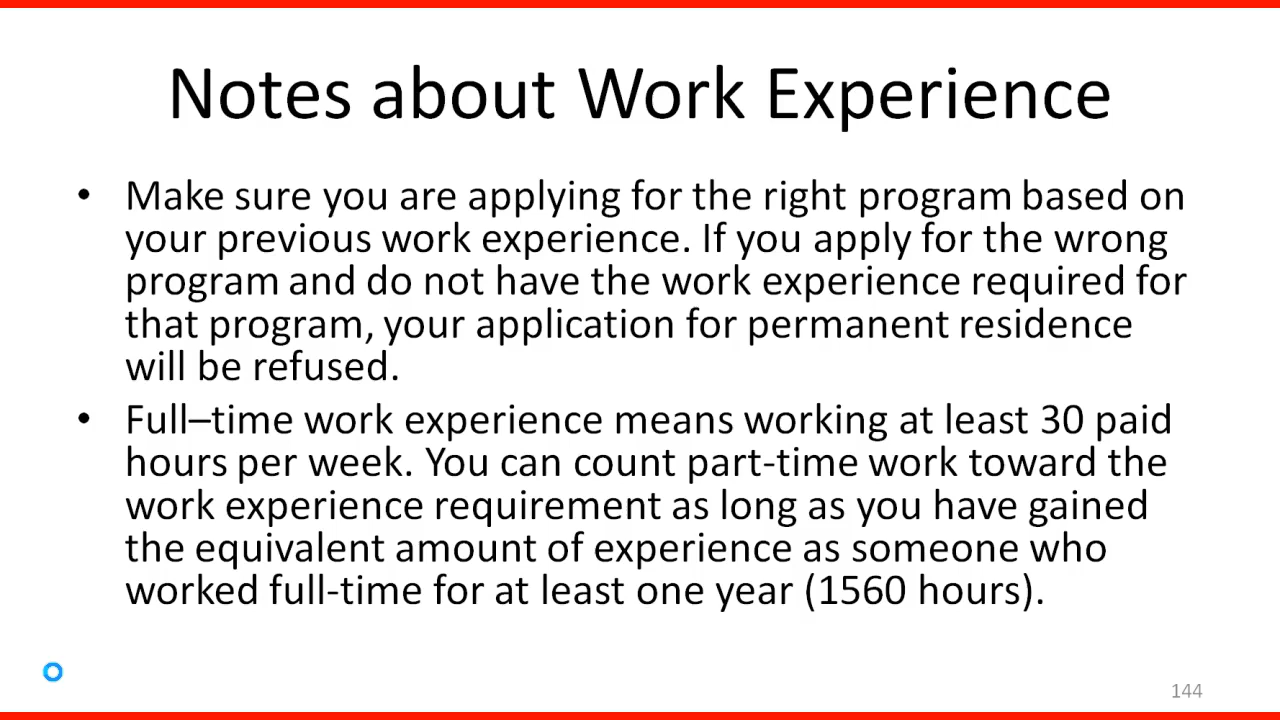 Notes about Work Experience
• Make sure you are applying for the right program based on
your previous work experience. If you apply for the wrong
program and do not have the work experience required for
that program, your application for permanent residence
will be refused.
• Full–time work experience means working at least 30 paid
hours per week. You can count part-time work toward the
work experience requirement as long as you have gained
the equivalent amount of experience as someone who
worked full-time for at least one year (1560 hours).
144